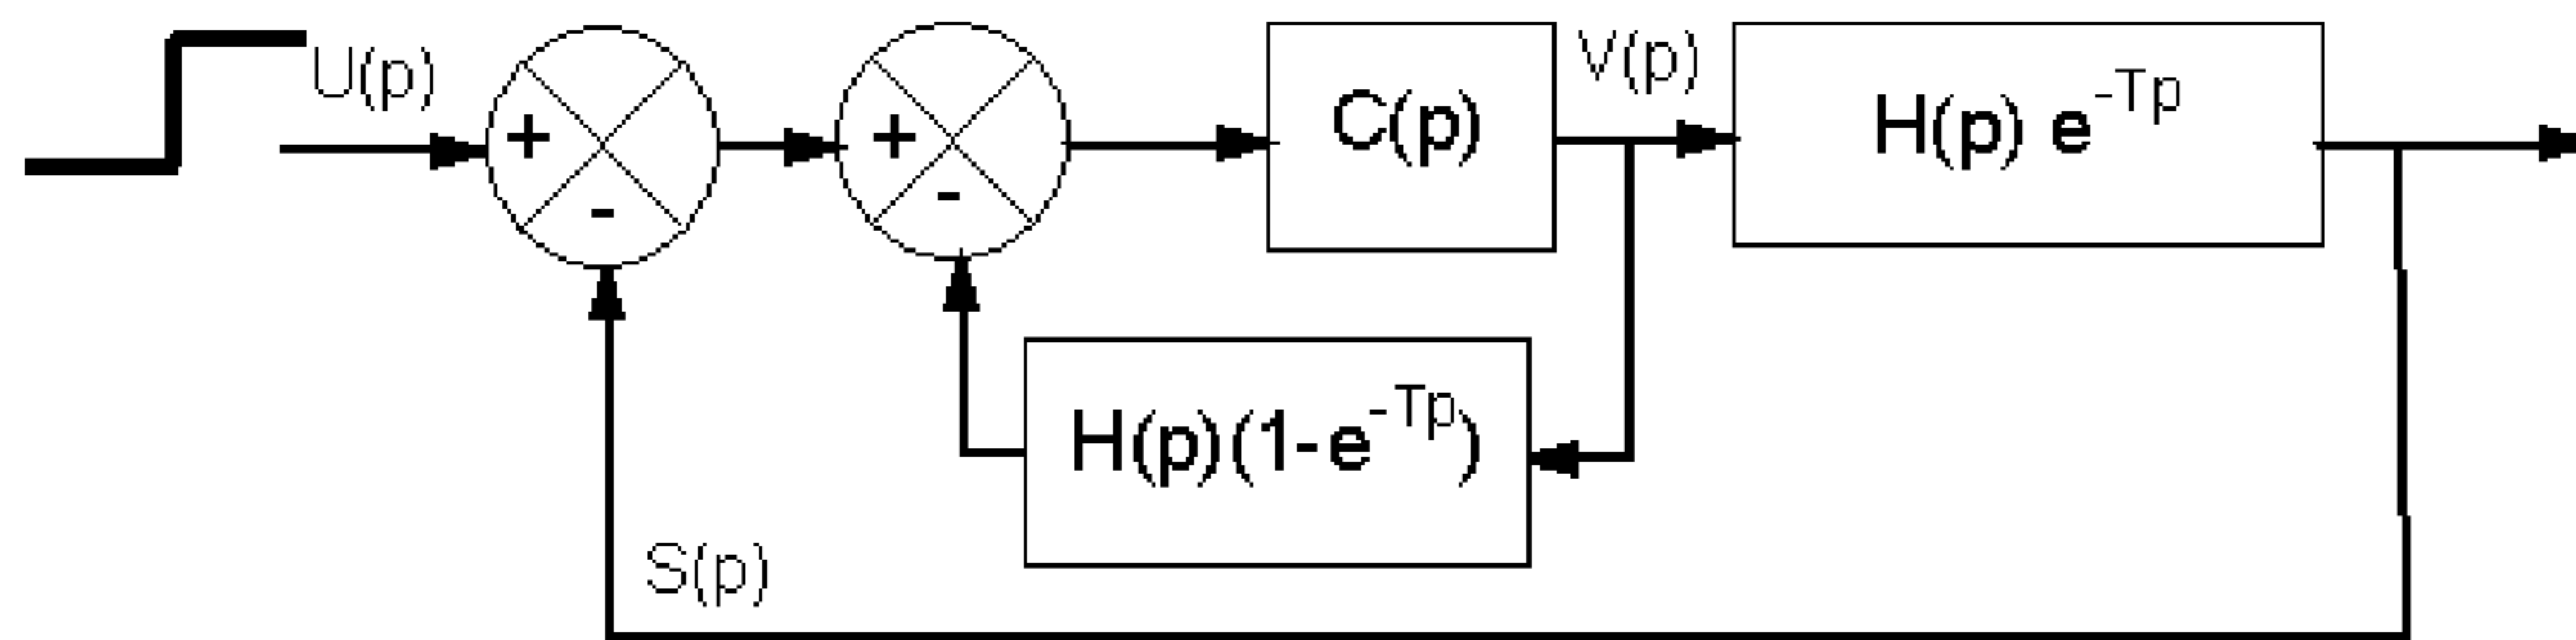 U(p)
+
-
+
-
C(p)
V(p)
H(p) e^-Tp
H(p)(1-e^-Tp)
S(p)